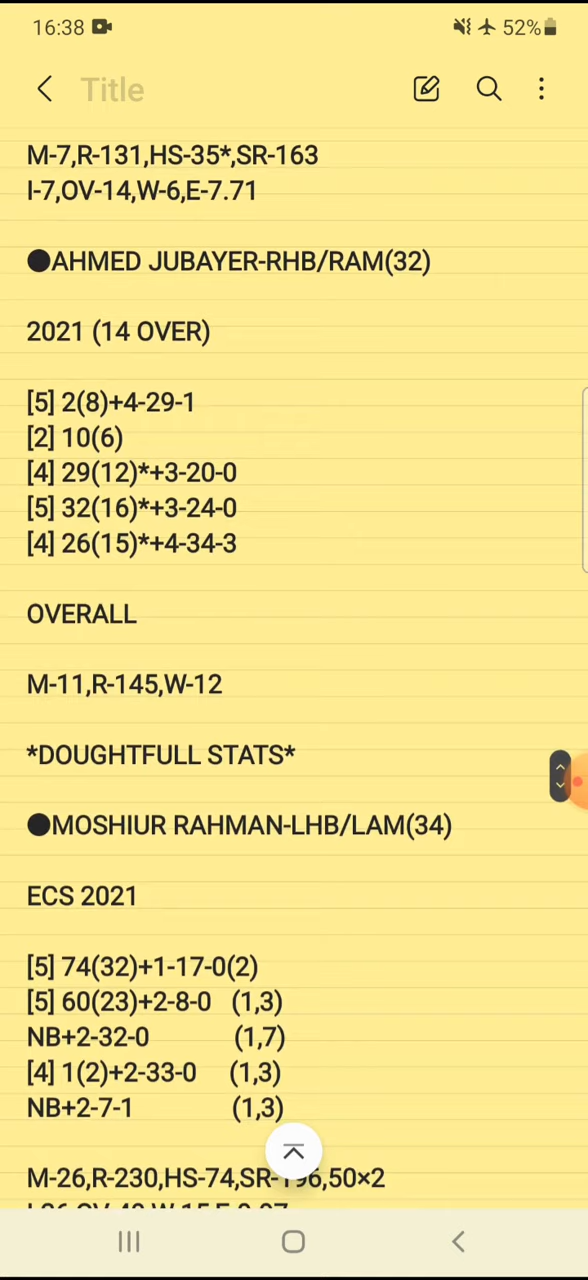 16:38 52%
Title
M-7,R-131,HS-35*,SR-163
I-7,OV-14,W-6,E-7.71
●AHMED JUBAYER-RHB/RAM(32)
2021 (14 OVER)
[5] 2(8)+4-29-1
[2] 10(6)
[4] 29(12)*+3-20-0
[5] 32(16)*+3-24-0
[4] 26(15)*+4-34-3
OVERALL
M-11,R-145,W-12
*DOUGHTFULL STATS*
●MOSHIUR RAHMAN-LHB/LAM(34)
ECS 2021
[5] 74(32)+1-17-0(2)
[5] 60(23)+2-8-0 (1,3)
NB+2-32-0 (1,7)
[4] 1(2)+2-33-0 (1,3)
NB+2-7-1 (1,3)
M-26,R-230,HS-74,SR-196,50×2